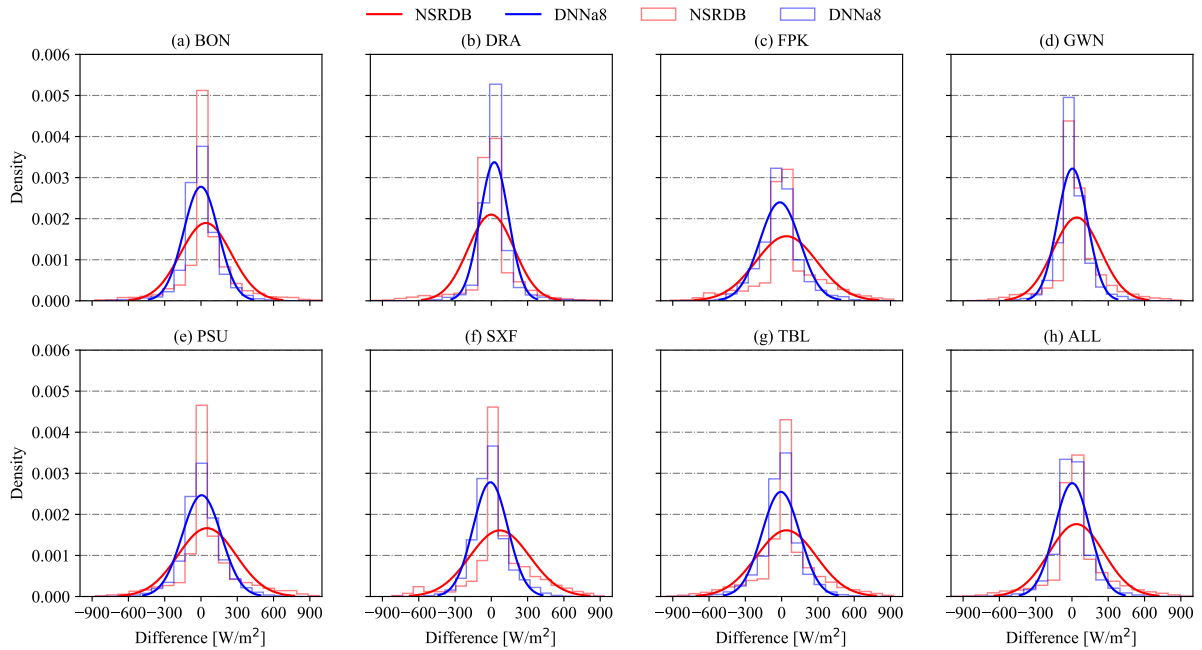 NSRDB DNNa8 NSRDB DNNa8
(a) BON (b) DRA (c) FPK (d) GWN
0.006
0.005
0.004
0.003
0.002
0.001
0.000
Density
(e) PSU (f) SXF (g) TBL (h) ALL
0.006
0.005
0.004
0.003
0.002
0.001
0.000
Density
−900 −600 −300 0 300 600 900 −900 −600 −300 0 300 600 900 −900 −600 −300 0 300 600 900 −900 −600 −300 0 300 600 900
Difference [W/m²] Difference [W/m²] Difference [W/m²] Difference [W/m²]